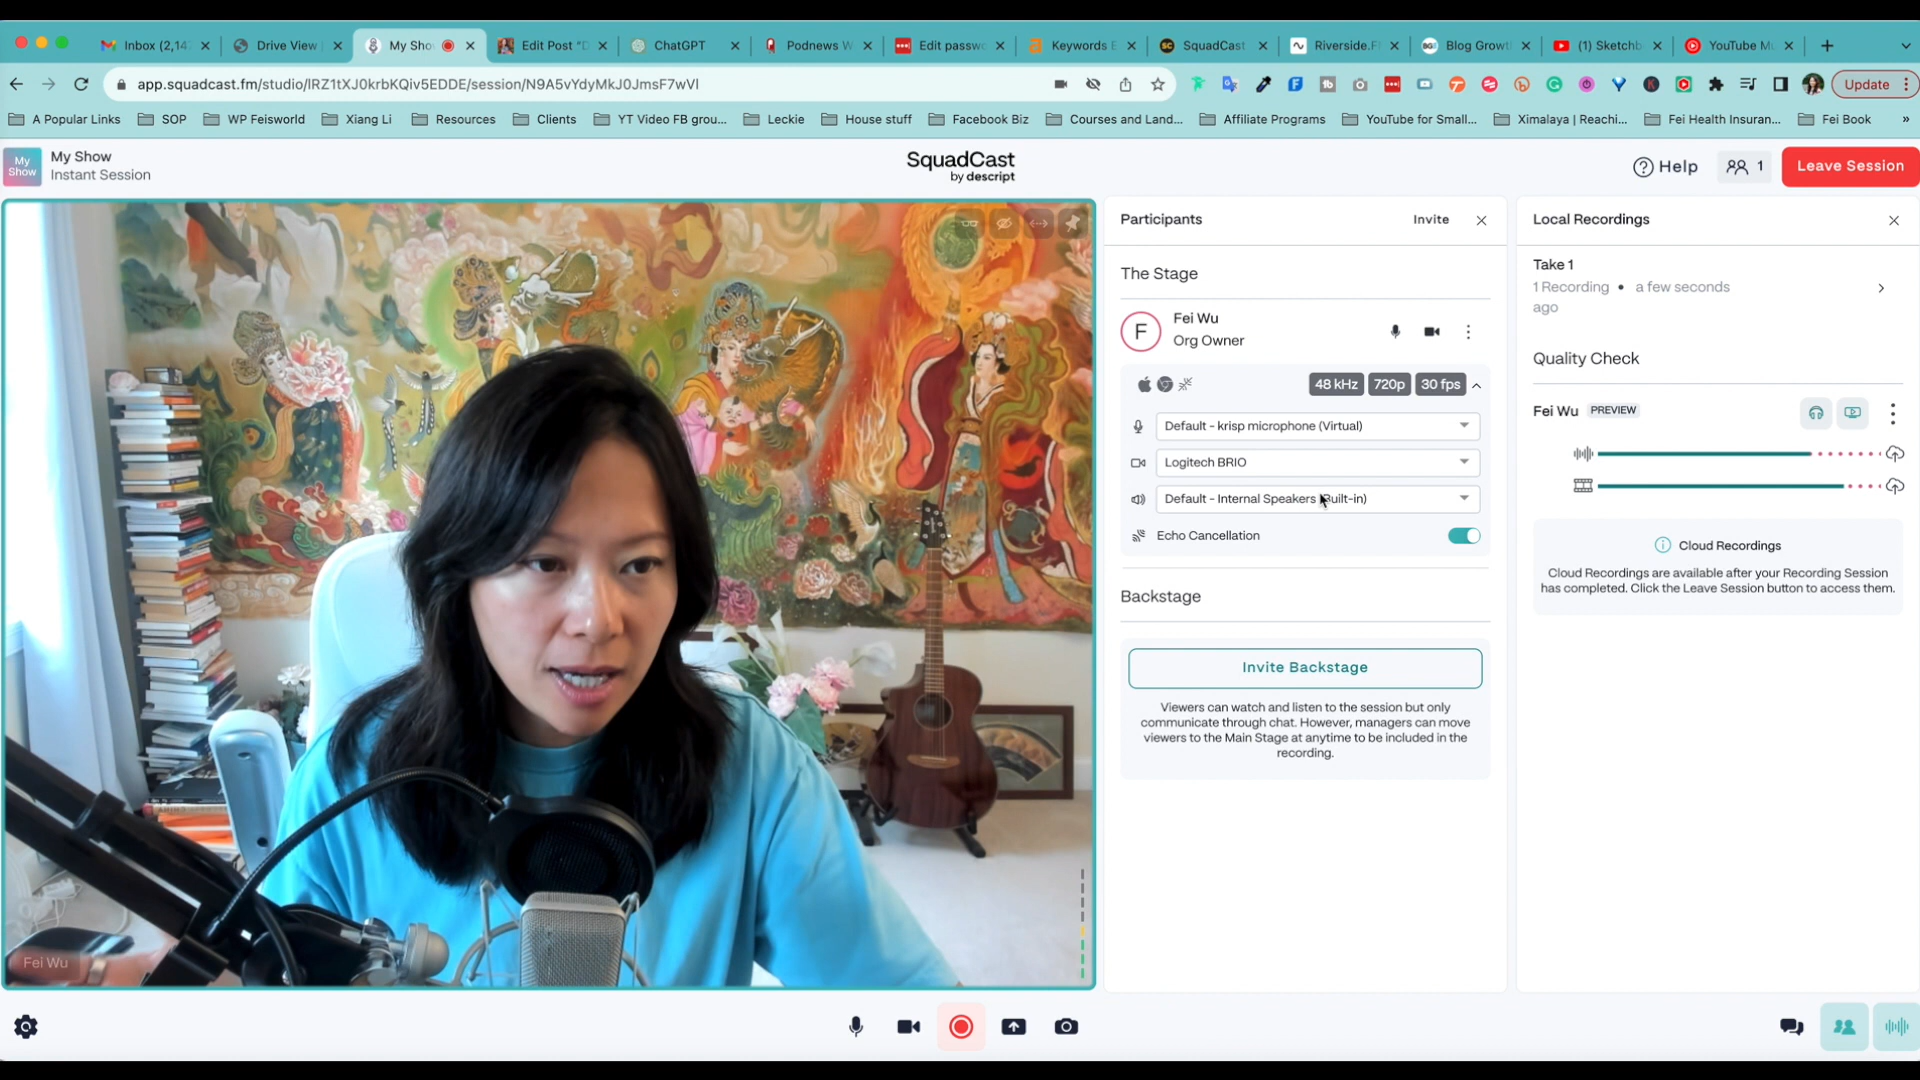 Inbox (2,14
Drive View
My Sho
Edit Post "D
ChatGPT
Podnews W
Edit passw
Keywords E
SquadCast
Riverside.F
Blog Grow
(1) Sketchb
YouTube M
app.squadcast.fm/studio/IRZ1tXJ0krbKQiv5EDDE/session/N9A5vYdyMkJ0JmsF7wVI
Update
A Popular Links
SOP
WP Feisworld
Xiang Li
Resources
Clients
YT Video FB grou...
Leckie
House stuff
Facebook Biz
Courses and Land...
Affiliate Programs
YouTube for Small...
Ximalaya | Reachi...
Fei Health Insuran...
Fei Book
»
My
Show
My Show
Instant Session
SquadCast
by descript
Help
1
Leave Session
Participants
Invite
The Stage
F
Fei Wu
Org Owner
48 kHz
720p
30 fps
Default - krisp microphone (Virtual)
Logitech BRIO
Default - Internal Speakers (Built-in)
Echo Cancellation
Backstage
Invite Backstage
Viewers can watch and listen to the session but only
communicate through chat. However, managers can move
viewers to the Main Stage at anytime to be included in the
recording.
Local Recordings
Take 1
1 Recording • a few seconds
ago
Quality Check
Fei Wu
PREVIEW
Cloud Recordings
Cloud Recordings are available after your Recording Session
has completed. Click the Leave Session button to access them.
Fei Wu